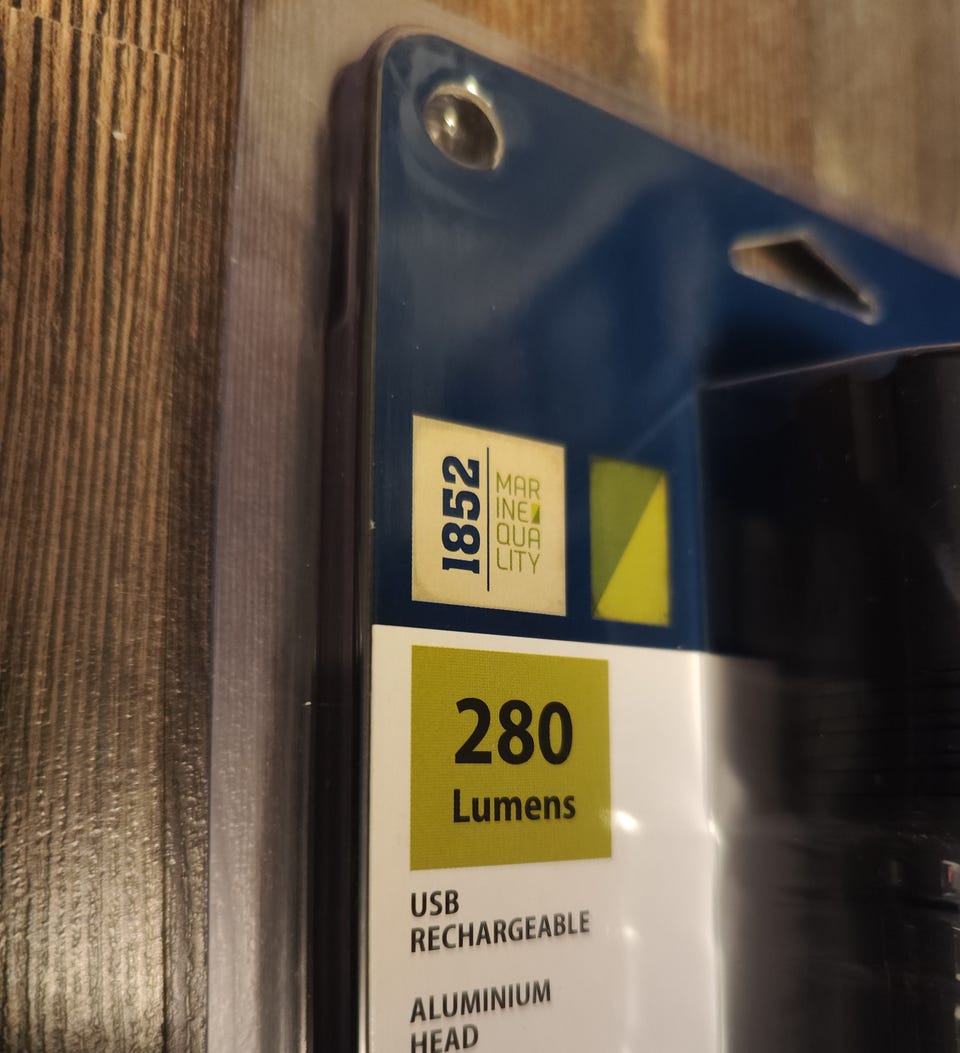 1852
MAR
INE
QUA
LITY
280
Lumens
USB
RECHARGEABLE
ALUMINIUM
HEAD